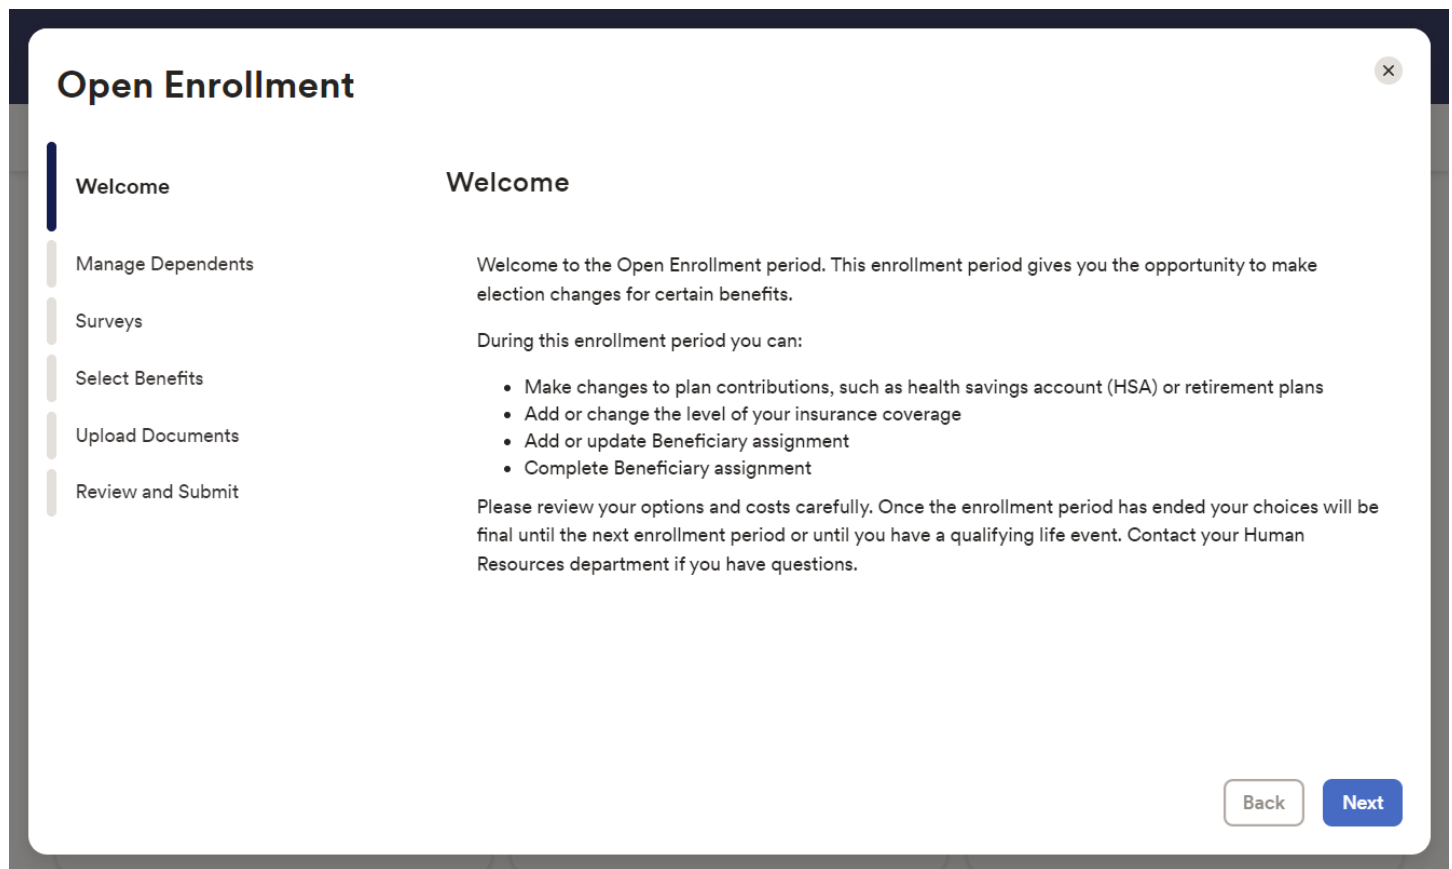 Open Enrollment
Welcome
Manage Dependents
Surveys
Select Benefits
Upload Documents
Review and Submit
Welcome
Welcome to the Open Enrollment period. This enrollment period gives you the opportunity to make
election changes for certain benefits.
During this enrollment period you can:
• Make changes to plan contributions, such as health savings account (HSA) or retirement plans
• Add or change the level of your insurance coverage
• Add or update Beneficiary assignment
• Complete Beneficiary assignment
Please review your options and costs carefully. Once the enrollment period has ended your choices will be
final until the next enrollment period or until you have a qualifying life event. Contact your Human
Resources department if you have questions.
Back
Next